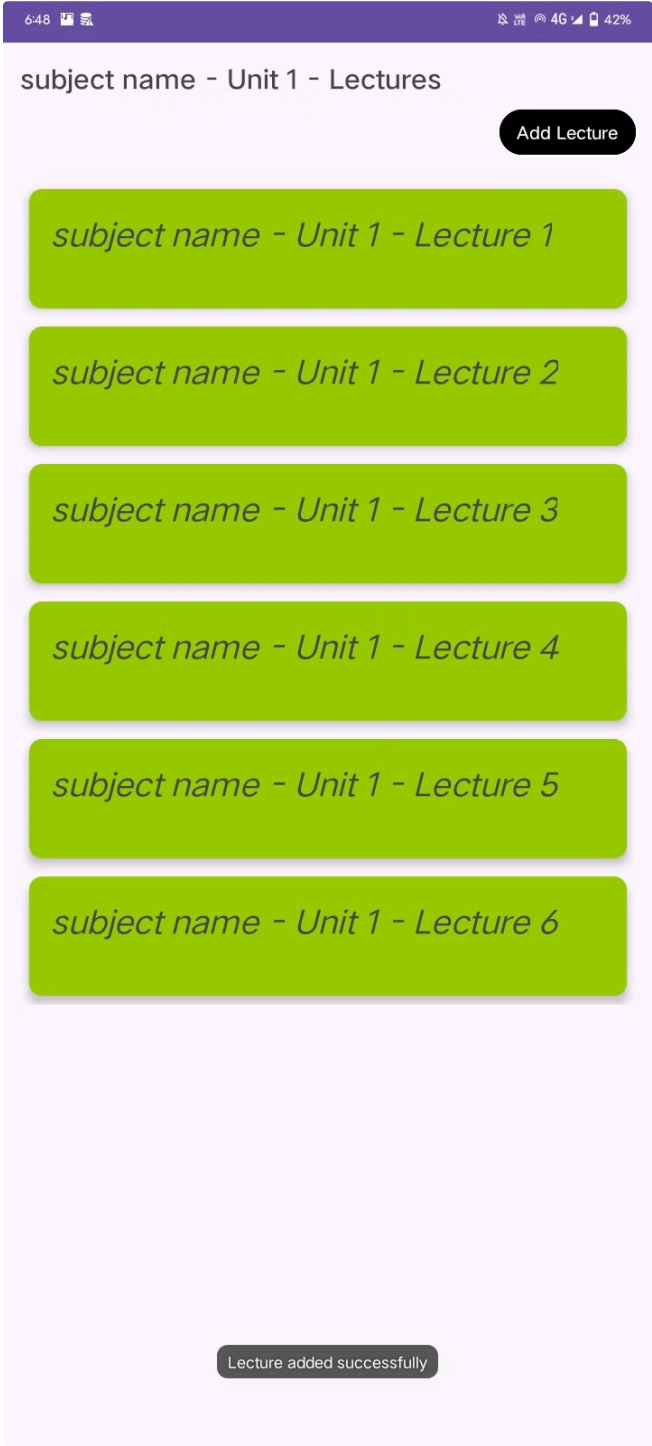 6:48 4G 42%
subject name - Unit 1 - Lectures
Add Lecture
subject name - Unit 1 - Lecture 1
subject name - Unit 1 - Lecture 2
subject name - Unit 1 - Lecture 3
subject name - Unit 1 - Lecture 4
subject name - Unit 1 - Lecture 5
subject name - Unit 1 - Lecture 6
Lecture added successfully